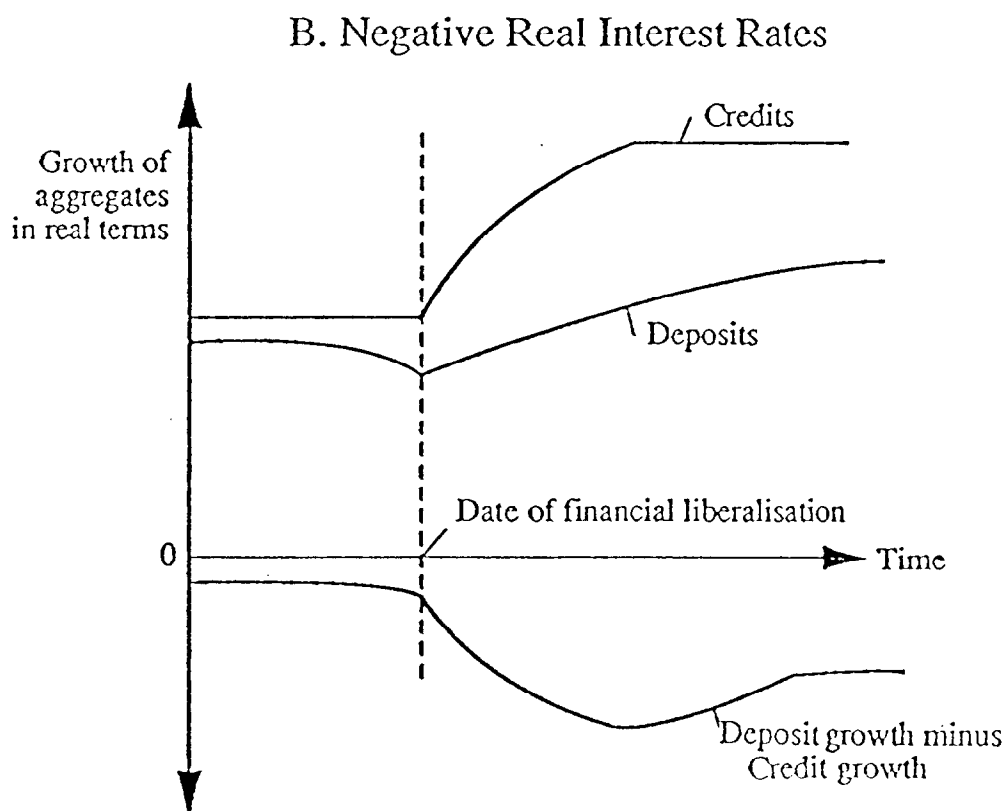 B. Negative Real Interest Rates
Credits
Growth of
aggregates
in real terms
Deposits
Date of financial liberalisation
0
Time
Deposit growth minus
Credit growth